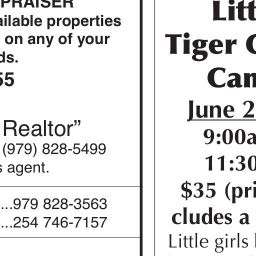 PRAISER
ailable properties
on any of your
ds.
55
Realtor”
(979) 828-5499
s agent.
...979 828-3563
...254 746-7157
Litt
Tiger C
Can
June 2
9:00a
11:30
$35 (pri
cludes a
Little girls